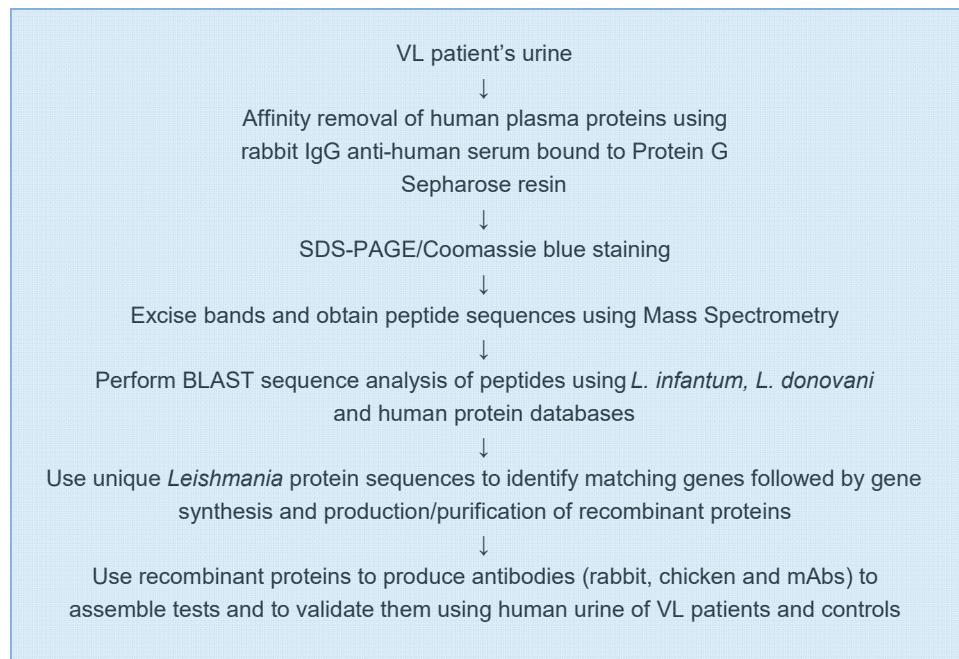 VL patient's urine
↓
Affinity removal of human plasma proteins using
rabbit IgG anti-human serum bound to Protein G
Sepharose resin
↓
SDS-PAGE/Coomassie blue staining
↓
Excise bands and obtain peptide sequences using Mass Spectrometry
↓
Perform BLAST sequence analysis of peptides using L. infantum, L. donovani
and human protein databases
↓
Use unique Leishmania protein sequences to identify matching genes followed by gene
synthesis and production/purification of recombinant proteins
↓
Use recombinant proteins to produce antibodies (rabbit, chicken and mAbs) to
assemble tests and to validate them using human urine of VL patients and controls